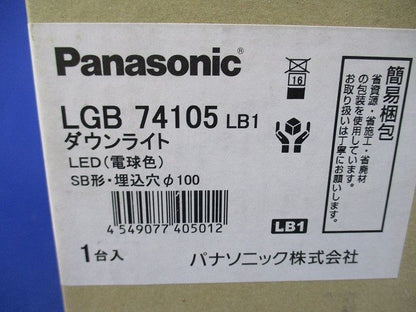 Panasonic
LGB 74105 LB1
ダウンライト
LED(電球色)
SB形・埋込穴φ100
4549077405012
1台入
16
LB1
パナソニック株式会社
簡易梱包
省資源・省施工・省廃材
の包装を使用しています。
お取り扱いは丁寧にお願いします。